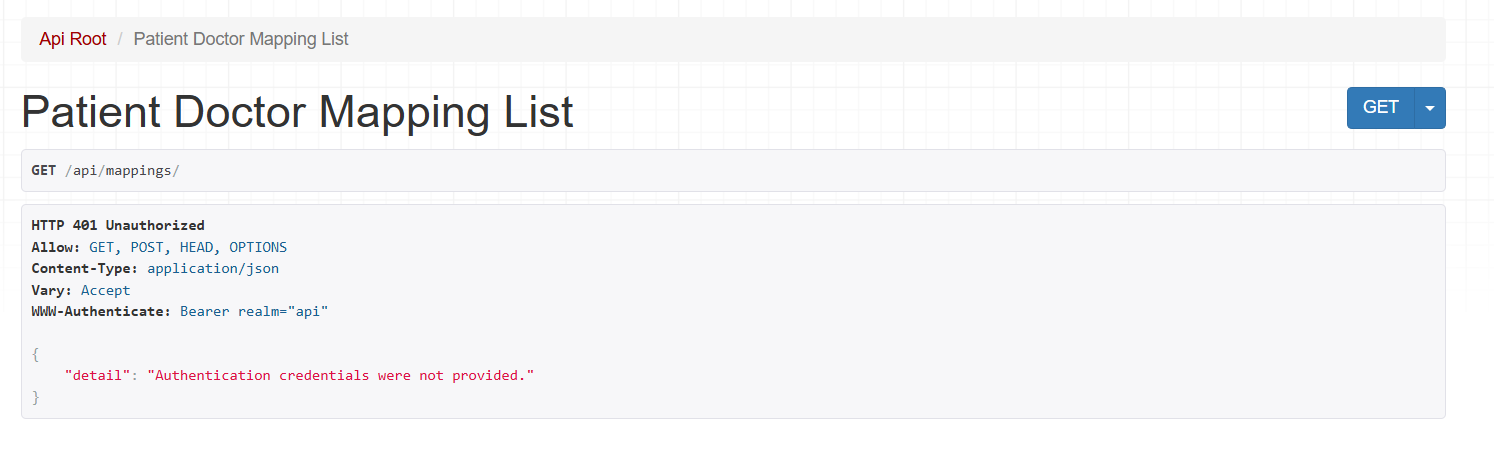 Api Root / Patient Doctor Mapping List
Patient Doctor Mapping List
GET
GET /api/mappings/
HTTP 401 Unauthorized
Allow: GET, POST, HEAD, OPTIONS
Content-Type: application/json
Vary: Accept
WWW-Authenticate: Bearer realm="api"
{
    "detail": "Authentication credentials were not provided."
}